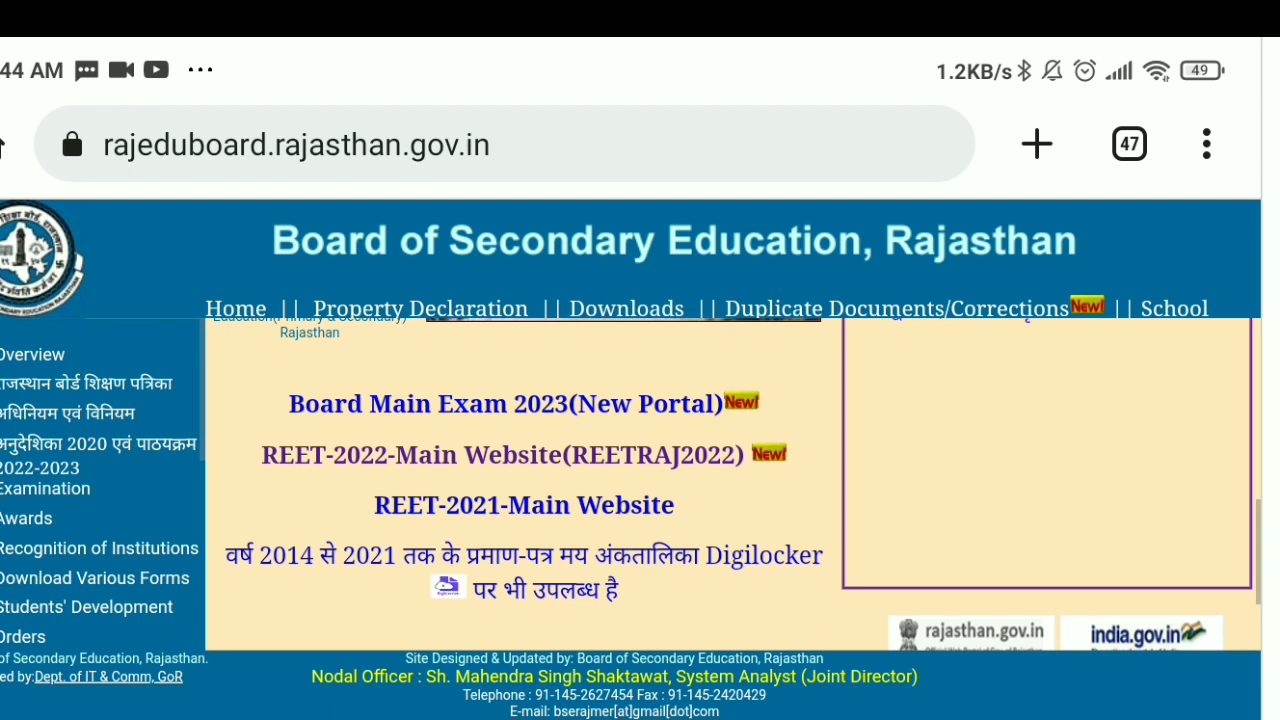 44 AM ...
1.2KB/s 49
rajeduboard.rajasthan.gov.in
47
Board of Secondary Education, Rajasthan
Home || Property Declaration || Downloads || Duplicate Documents/Corrections New! || School
Education(Primary & Secondary)
Rajasthan
Overview
राजस्थान बोर्ड शिक्षण पत्रिका
अधिनियम एवं विनियम
अनुदेशिका 2020 एवं पाठयक्रम
2022-2023
Examination
Awards
Recognition of Institutions
Download Various Forms
Students' Development
Orders
Board Main Exam 2023(New Portal) New!
REET-2022-Main Website(REETRAJ2022) New!
REET-2021-Main Website
वर्ष 2014 से 2021 तक के प्रमाण-पत्र मय अंकतालिका Digilocker
पर भी उपलब्ध है
rajasthan.gov.in
india.gov.in
of Secondary Education, Rajasthan.
ed by:Dept. of IT & Comm, GoR
Site Designed & Updated by: Board of Secondary Education, Rajasthan
Nodal Officer : Sh. Mahendra Singh Shaktawat, System Analyst (Joint Director)
Telephone : 91-145-2627454 Fax : 91-145-2420429
E-mail: bserajmer[at]gmail[dot]com